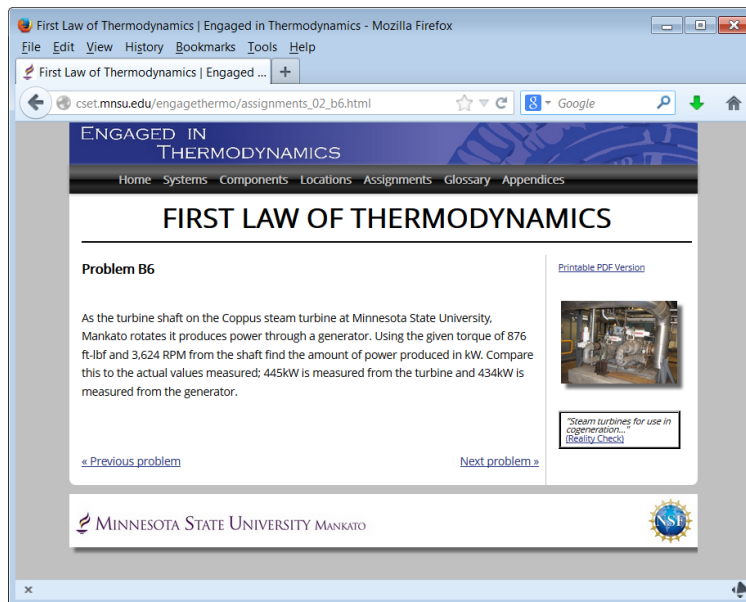 First Law of Thermodynamics | Engaged in Thermodynamics - Mozilla Firefox
File Edit View History Bookmarks Tools Help
First Law of Thermodynamics | Engaged ... +
cset.mnsu.edu/engagethermo/assignments_02_b6.html
8 Google
ENGAGED IN
THERMODYNAMICS
Home Systems Components Locations Assignments Glossary Appendices
FIRST LAW OF THERMODYNAMICS
Problem B6
Printable PDF Version
As the turbine shaft on the Coppus steam turbine at Minnesota State University,
Mankato rotates it produces power through a generator. Using the given torque of 876
ft-lbf and 3,624 RPM from the shaft find the amount of power produced in kW. Compare
this to the actual values measured; 445kW is measured from the turbine and 434kW is
measured from the generator.
"Steam turbines for use in
cogeneration..."
(Reality Check)
« Previous problem Next problem »
MINNESOTA STATE UNIVERSITY MANKATO
NSF